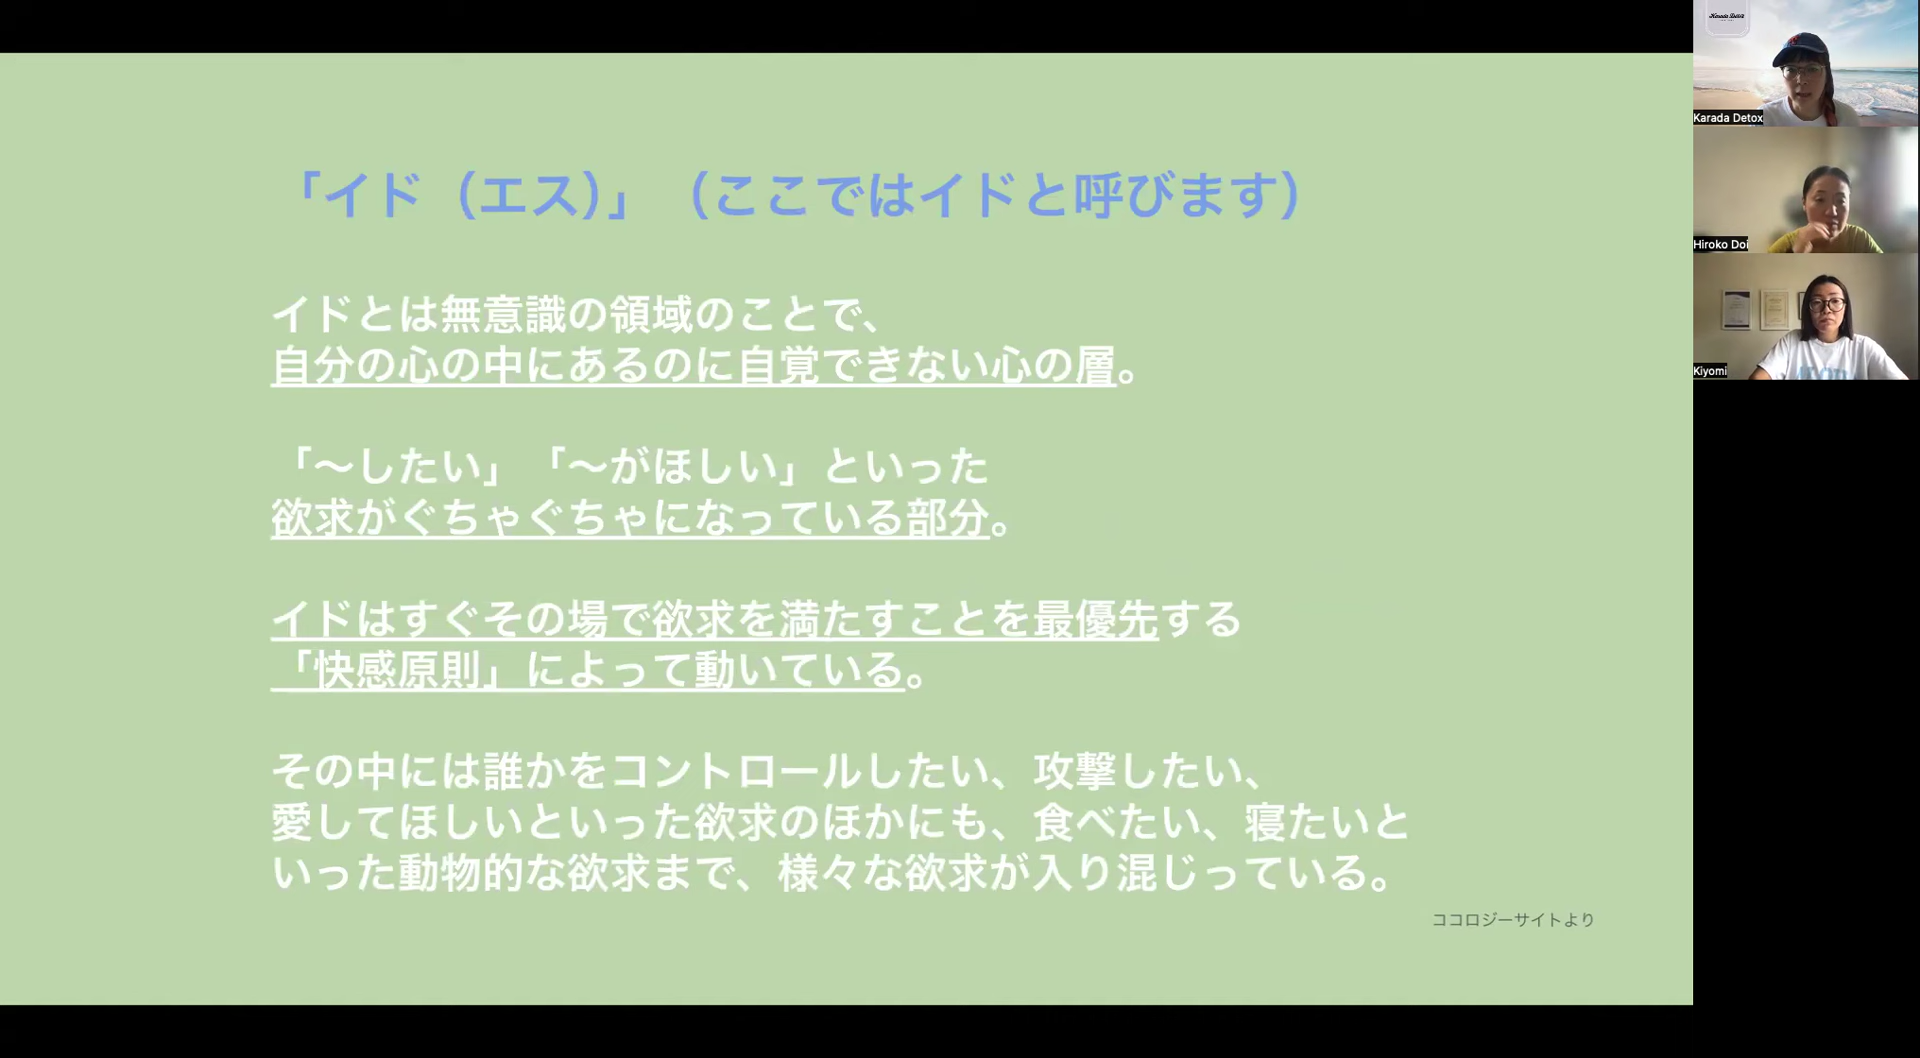 「イド（エス）」（ここではイドと呼びます）
イドとは無意識の領域のことで、
自分の心の中にあるのに自覚できない心の層。
「〜したい」「〜がほしい」といった
欲求がぐちゃぐちゃになっている部分。
イドはすぐその場で欲求を満たすことを最優先する
「快感原則」によって動いている。
その中には誰かをコントロールしたい、攻撃したい、
愛してほしいといった欲求のほかにも、食べたい、寝たいと
いった動物的な欲求まで、様々な欲求が入り混じっている。
ココロジーサイトより
Karada Detox
Karada Detox
Hiroko Doi
Kiyomi